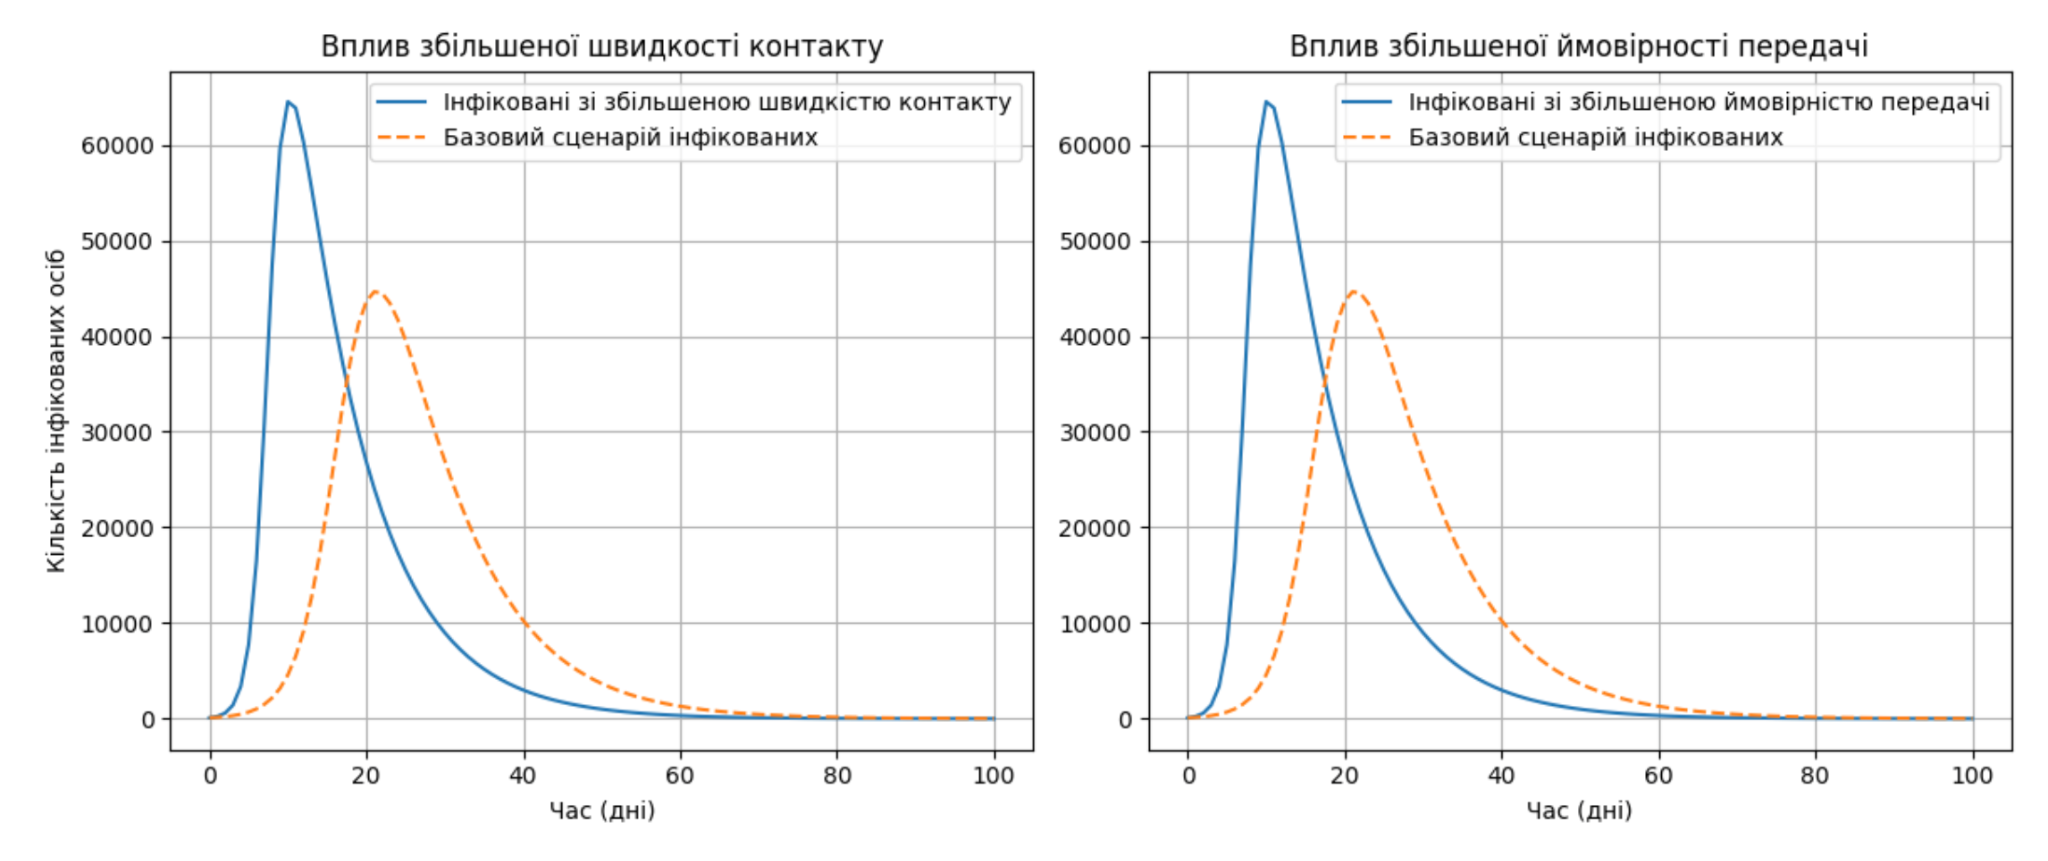 Вплив збільшеної швидкості контакту
Інфіковані зі збільшеною швидкістю контакту
Базовий сценарій інфікованих
Кількість інфікованих осіб
60000
50000
40000
30000
20000
10000
0
0 20 40 60 80 100
Час (дні)
Вплив збільшеної ймовірності передачі
Інфіковані зі збільшеною ймовірністю передачі
Базовий сценарій інфікованих
60000
50000
40000
30000
20000
10000
0
0 20 40 60 80 100
Час (дні)